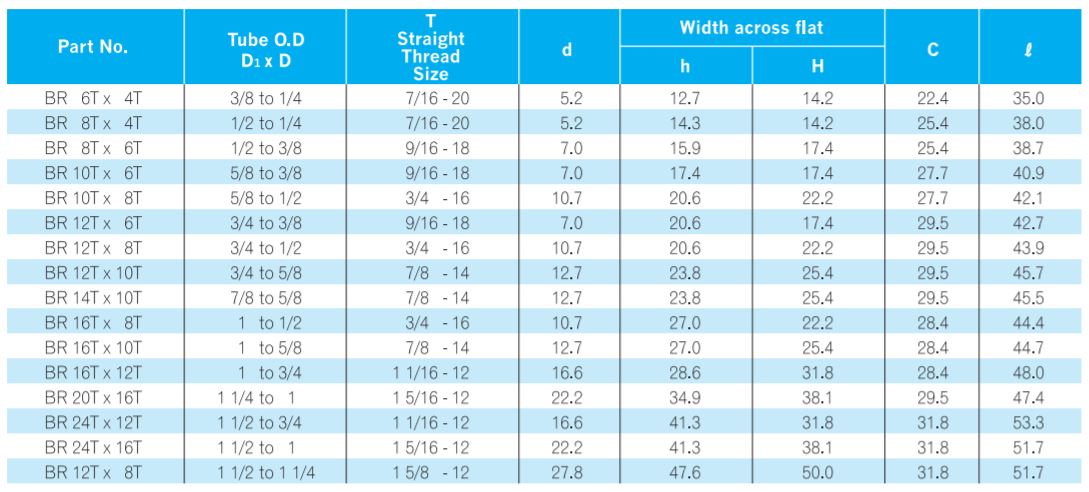 Part No. Tube O.D D1 x D T Straight Thread Size d Width across flat C ℓ
h H
BR 6T x 4T 3/8 to 1/4 7/16 - 20 5.2 12.7 14.2 22.4 35.0
BR 8T x 4T 1/2 to 1/4 7/16 - 20 5.2 14.3 14.2 25.4 38.0
BR 8T x 6T 1/2 to 3/8 9/16 - 18 7.0 15.9 17.4 25.4 38.7
BR 10T x 6T 5/8 to 3/8 9/16 - 18 7.0 17.4 17.4 27.7 40.9
BR 10T x 8T 5/8 to 1/2 3/4 - 16 10.7 20.6 22.2 27.7 42.1
BR 12T x 6T 3/4 to 3/8 9/16 - 18 7.0 20.6 17.4 29.5 42.7
BR 12T x 8T 3/4 to 1/2 3/4 - 16 10.7 20.6 22.2 29.5 43.9
BR 12T x 10T 3/4 to 5/8 7/8 - 14 12.7 23.8 25.4 29.5 45.7
BR 14T x 10T 7/8 to 5/8 7/8 - 14 12.7 23.8 25.4 29.5 45.5
BR 16T x 8T 1 to 1/2 3/4 - 16 10.7 27.0 22.2 28.4 44.4
BR 16T x 10T 1 to 5/8 7/8 - 14 12.7 27.0 25.4 28.4 44.7
BR 16T x 12T 1 to 3/4 1 1/16 - 12 16.6 28.6 31.8 28.4 48.0
BR 20T x 16T 1 1/4 to 1 1 5/16 - 12 22.2 34.9 38.1 29.5 47.4
BR 24T x 12T 1 1/2 to 3/4 1 1/16 - 12 16.6 41.3 31.8 31.8 53.3
BR 24T x 16T 1 1/2 to 1 1 5/16 - 12 22.2 41.3 38.1 31.8 51.7
BR 12T x 8T 1 1/2 to 1 1/4 1 5/8 - 12 27.8 47.6 50.0 31.8 51.7